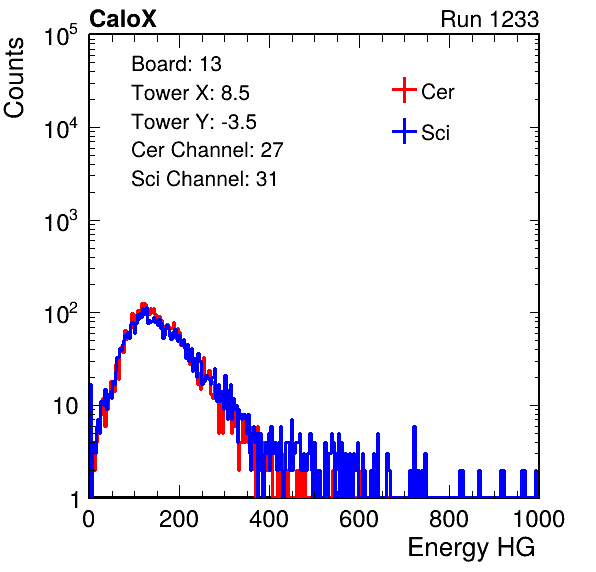 CaloX Run 1233
Counts
Board: 13
Tower X: 8.5
Tower Y: -3.5
Cer Channel: 27
Sci Channel: 31
Cer
Sci
10^5
10^4
10^3
10^2
10
1
0 200 400 600 800 1000
Energy HG